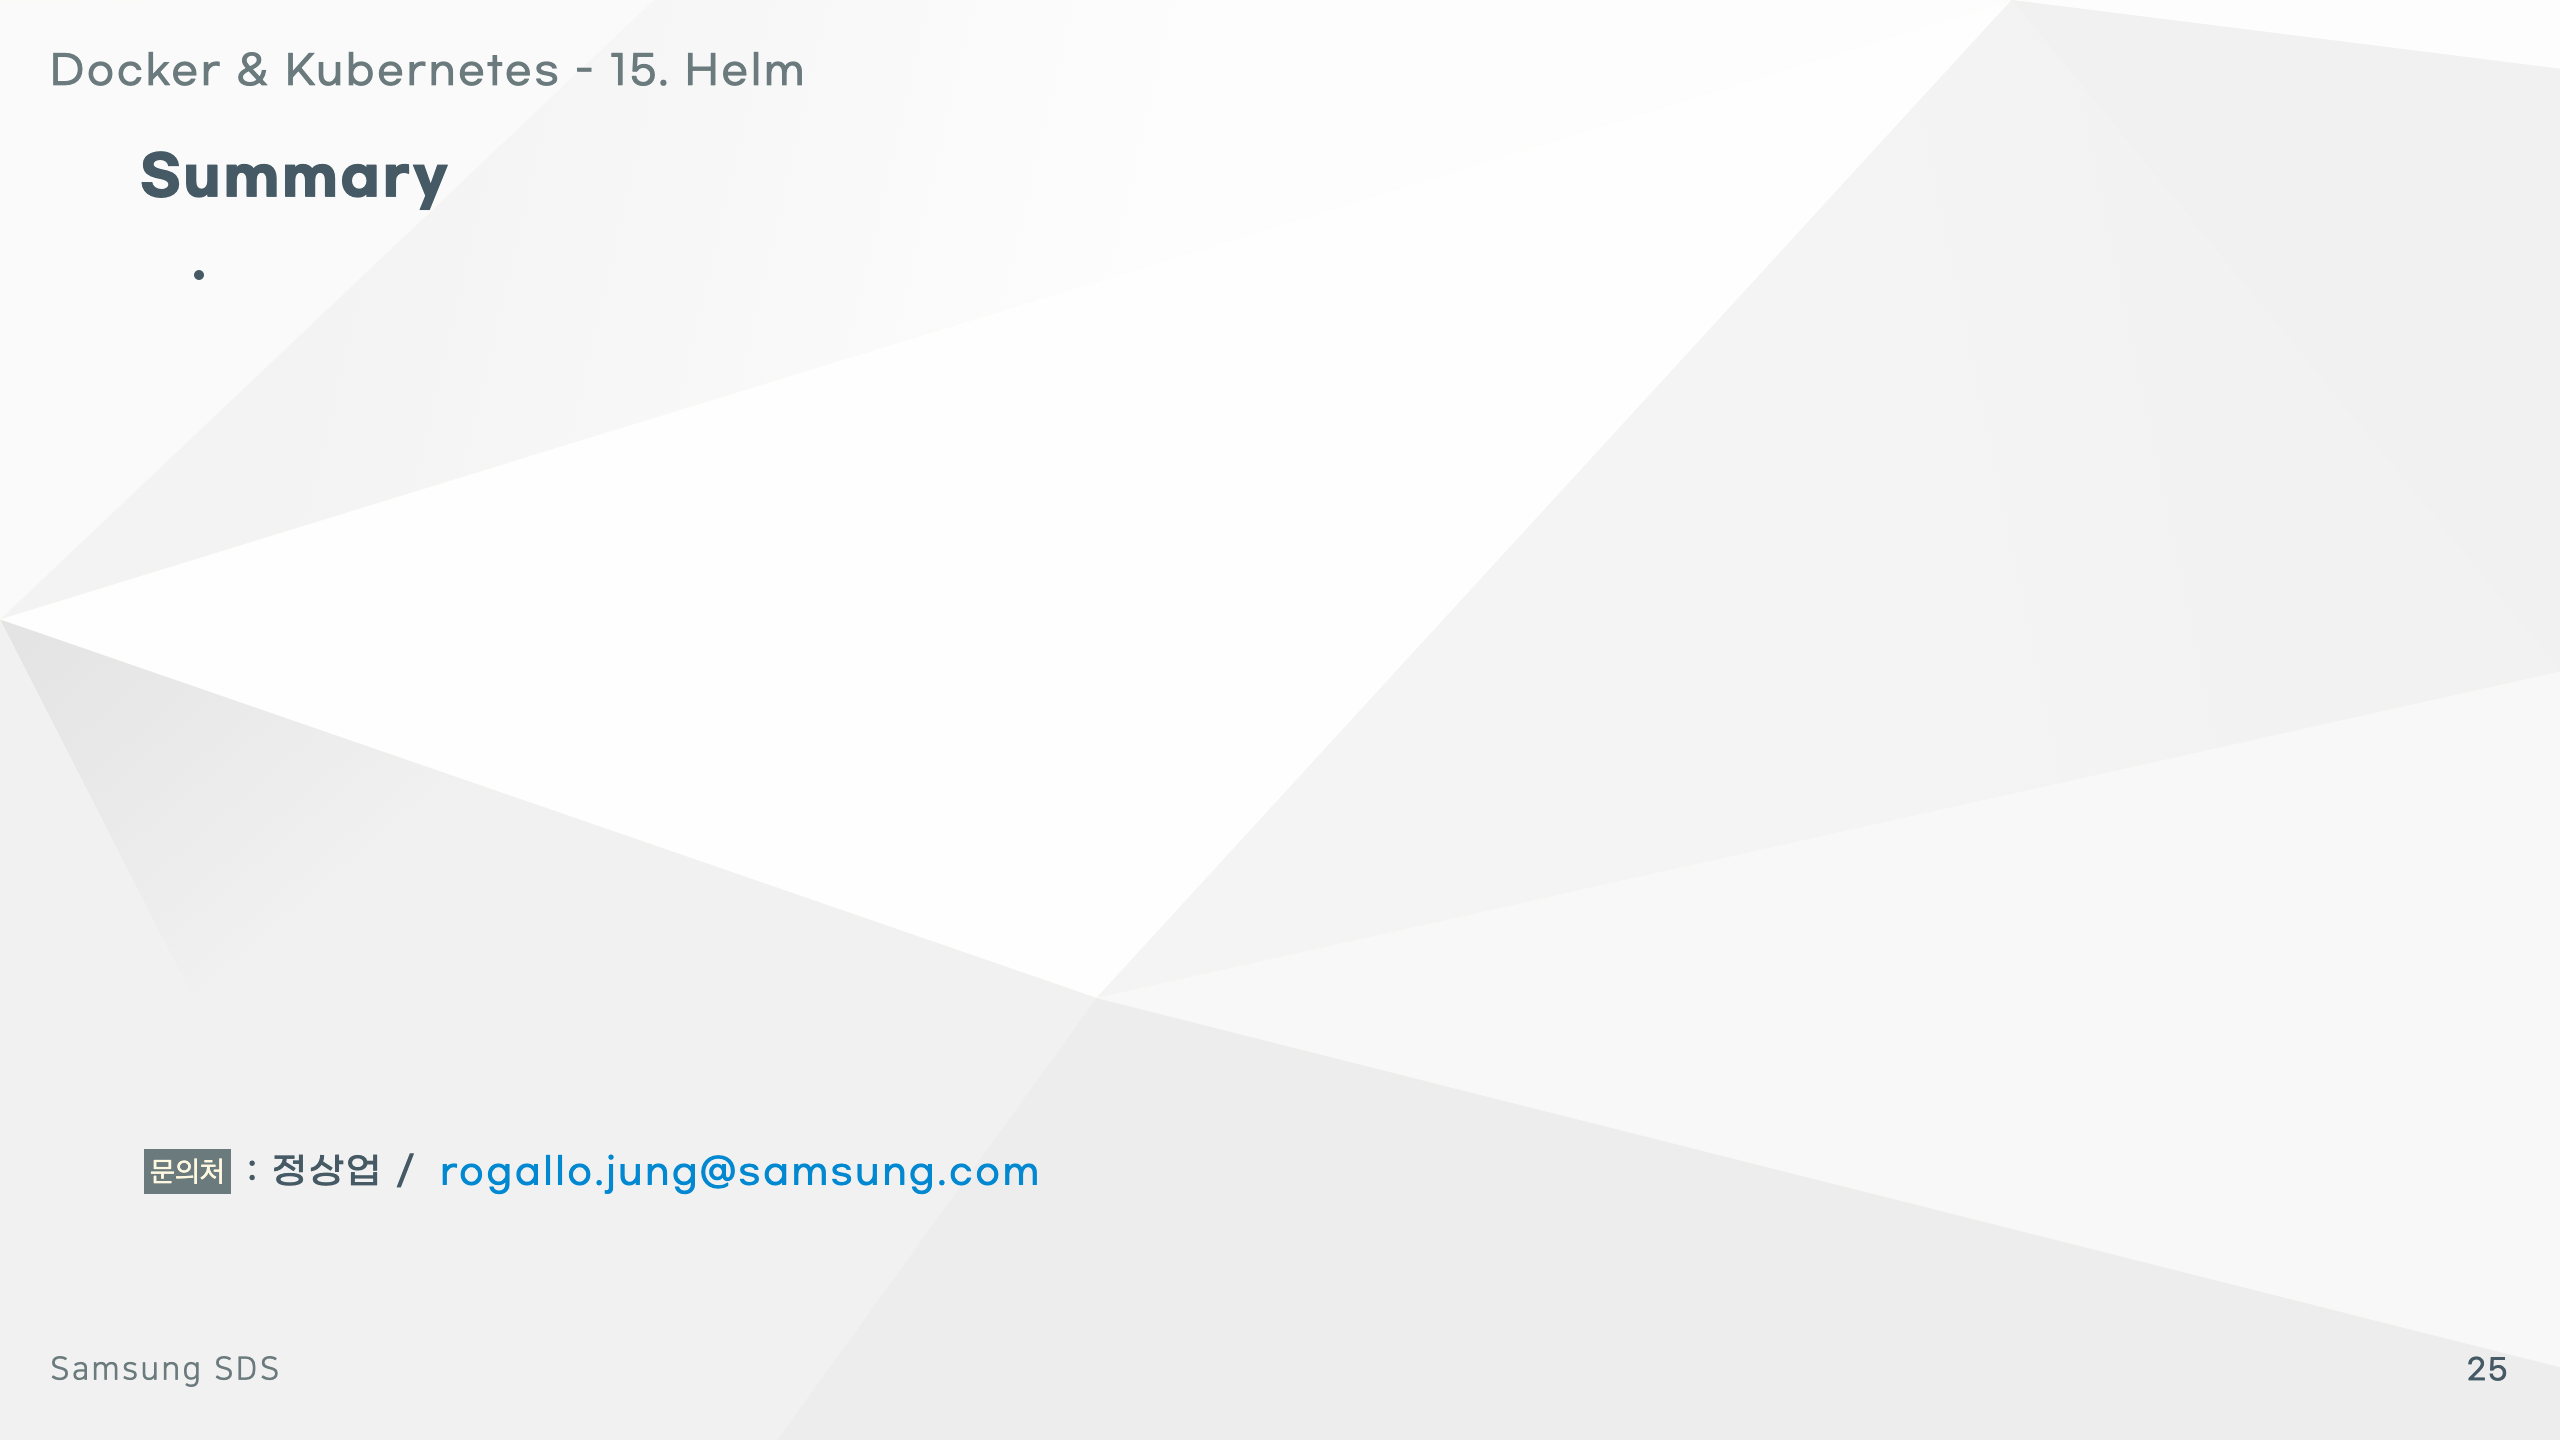 Docker & Kubernetes - 15. Helm
Summary
•
문의처 : 정상업 / rogallo.jung@samsung.com
Samsung SDS
25